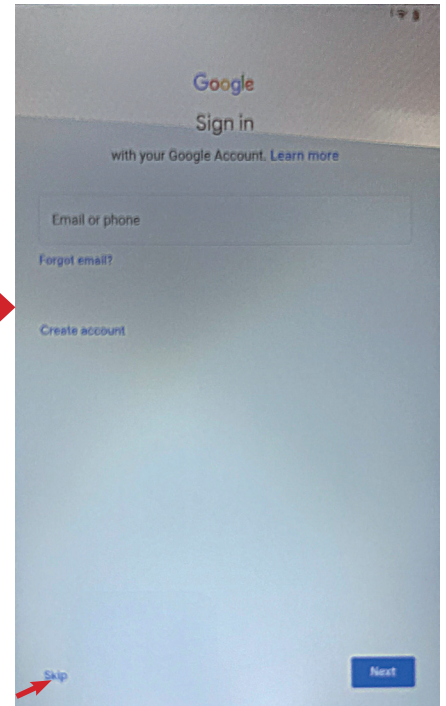 Google
Sign in
with your Google Account. Learn more
Email or phone
Forgot email?
Create account
Skip
Next